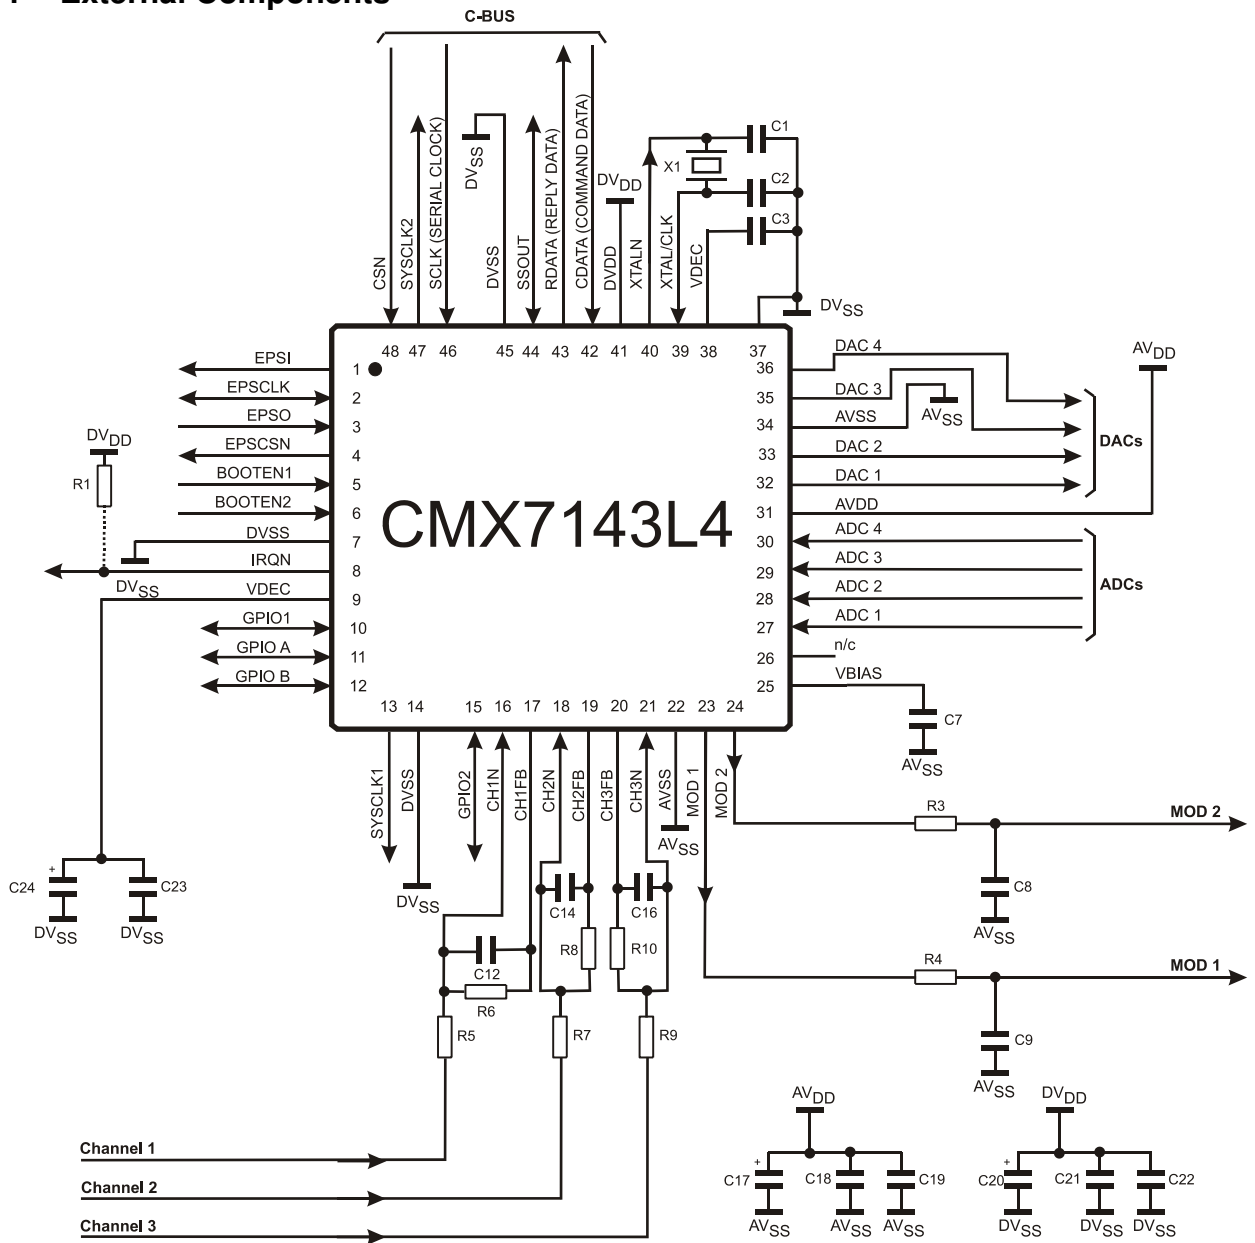 External Components
C-BUS
CSN
SYSCLK2
SCLK (SERIAL CLOCK)
DVSS
DVSS
SSOUT
RDATA (REPLY DATA)
CDATA (COMMAND DATA)
DVDD
DVDD
XTALN
XTAL/CLK
VDEC
X1
C1
C2
C3
DVSS
48 47 46 45 44 43 42 41 40 39 38 37
EPSI 1
EPSCLK 2
EPSO 3
EPSCSN 4
BOOTEN1 5
BOOTEN2 6
DVSS 7
IRQN 8
VDEC 9
GPIO1 10
GPIO A 11
GPIO B 12
DVDD
R1
DVSS
CMX7143L4
36 DAC 4
35 DAC 3
34 AVSS
AVSS
33 DAC 2
32 DAC 1
31 AVDD
30 ADC 4
29 ADC 3
28 ADC 2
27 ADC 1
26 n/c
25 VBIAS
AVDD
DACs
ADCs
C7
AVSS
13 14 15 16 17 18 19 20 21 22 23 24
SYSCLK1
DVSS
GPIO2
CH1N
CH1FB
CH2N
CH2FB
CH3FB
CH3N
AVSS
MOD 1
MOD 2
AVSS
DVSS
R3
MOD 2
C8
AVSS
+
C24
C23
DVSS
DVSS
C14
C16
R8
R10
C12
R6
R5
R7
R9
R4
MOD 1
C9
AVSS
Channel 1
Channel 2
Channel 3
AVDD
+
C17
C18
C19
AVSS
AVSS
AVSS
DVDD
+
C20
C21
C22
DVSS
DVSS
DVSS